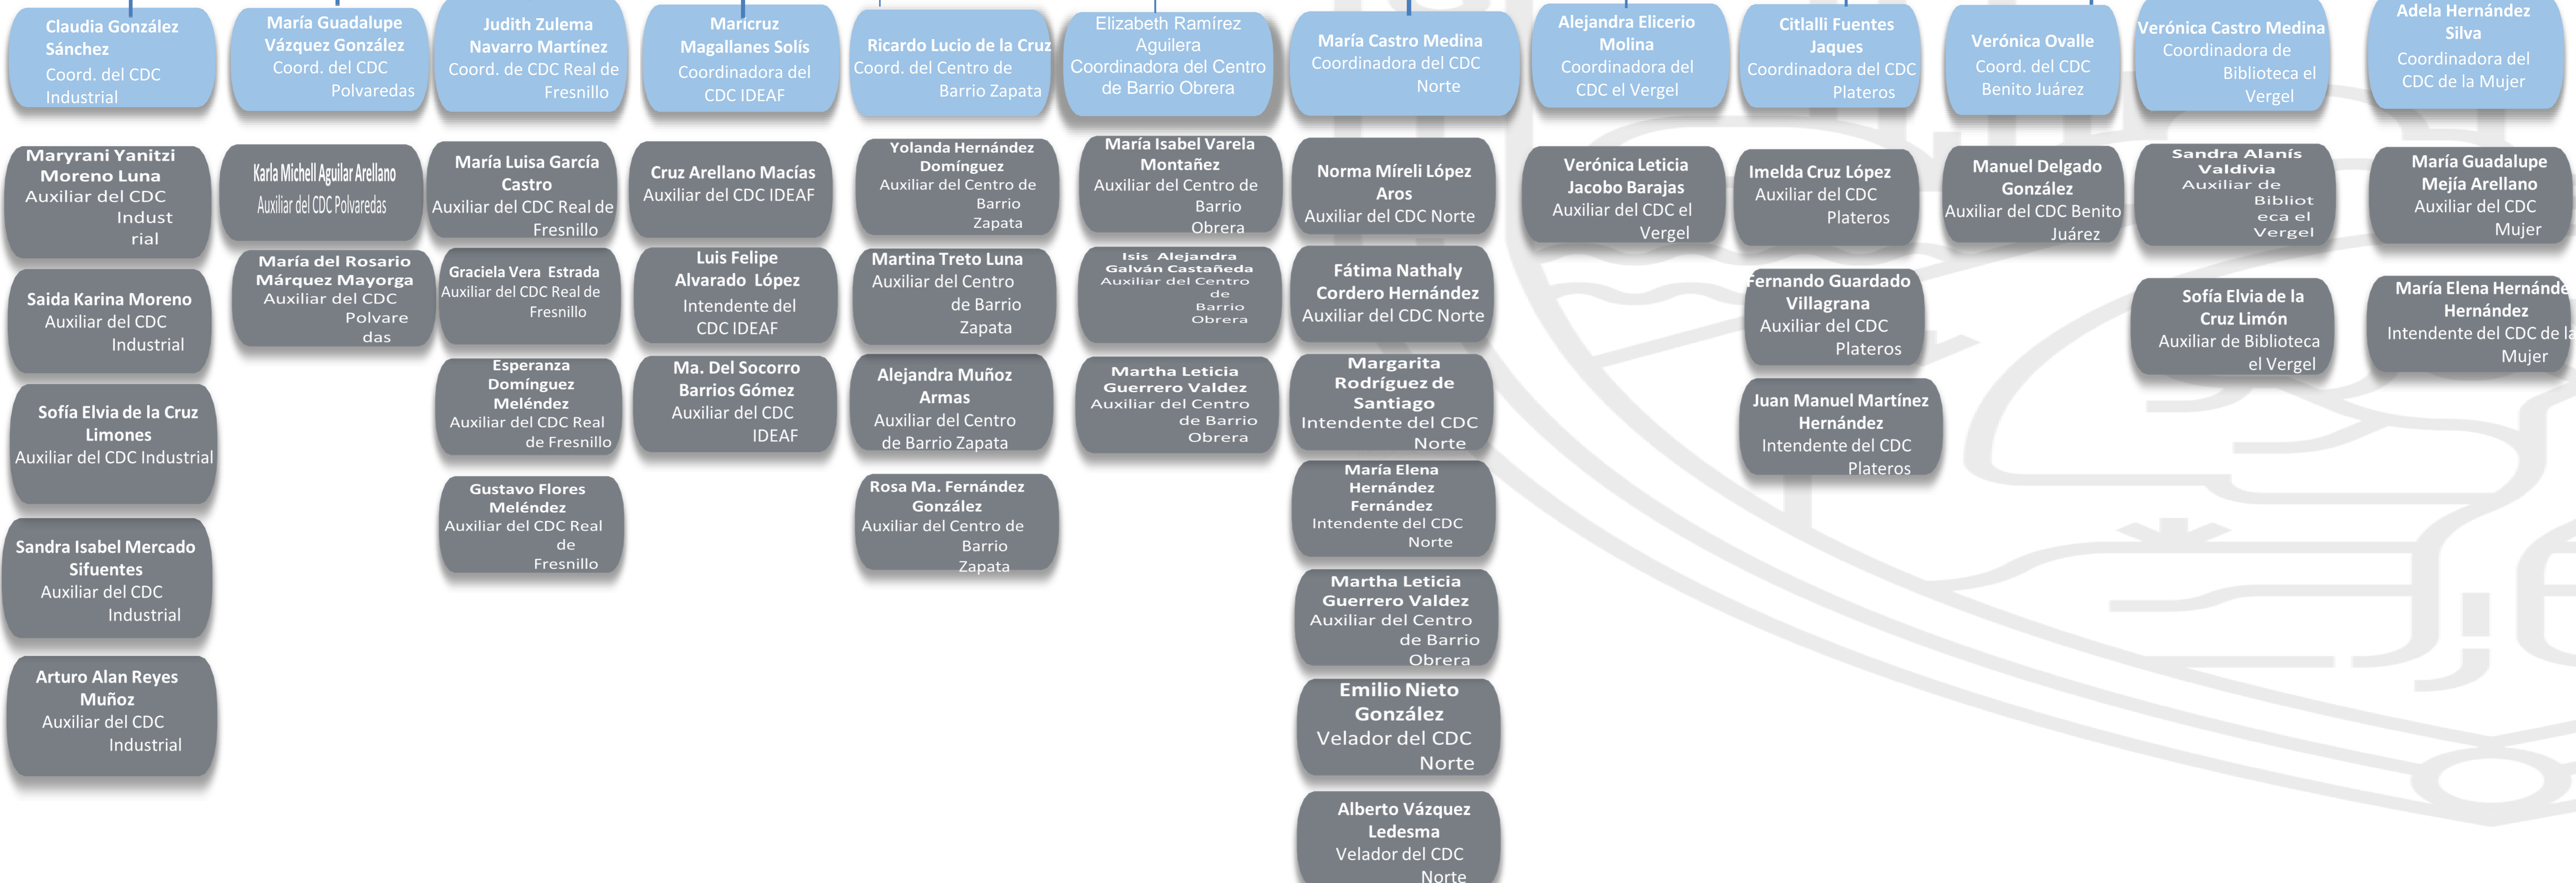 Claudia González
Sánchez
Coord. del CDC
Industrial
María Guadalupe
Vázquez González
Coord. del CDC
Polvaredas
Judith Zulema
Navarro Martínez
Coord. de CDC Real de
Fresnillo
Maricruz
Magallanes Solís
Coordinadora del
CDC IDEAF
Ricardo Lucio de la Cruz
Coord. del Centro de
Barrio Zapata
Elizabeth Ramírez
Aguilera
Coordinadora del Centro
de Barrio Obrera
María Castro Medina
Coordinadora del CDC
Norte
Alejandra Elicerio
Molina
Coordinadora del
CDC el Vergel
Citlalli Fuentes
Jaques
Coordinadora del CDC
Plateros
Verónica Ovalle
Coord. del CDC
Benito Juárez
Verónica Castro Medina
Coordinadora de
Biblioteca el
Vergel
Adela Hernández
Silva
Coordinadora del
CDC de la Mujer
Maryrani Yanitzi
Moreno Luna
Auxiliar del CDC
Indust
rial
Saida Karina Moreno
Auxiliar del CDC
Industrial
Sofía Elvia de la Cruz
Limones
Auxiliar del CDC Industrial
Sandra Isabel Mercado
Sifuentes
Auxiliar del CDC
Industrial
Arturo Alan Reyes
Muñoz
Auxiliar del CDC
Industrial
Karla Michell Aguilar Arellano
Auxiliar del CDC Polvaredas
María del Rosario
Márquez Mayorga
Auxiliar del CDC
Polvare
das
María Luisa García
Castro
Auxiliar del CDC Real de
Fresnillo
Graciela Vera Estrada
Auxiliar del CDC Real de
Fresnillo
Esperanza
Domínguez
Meléndez
Auxiliar del CDC Real
de Fresnillo
Gustavo Flores
Meléndez
Auxiliar del CDC Real
de
Fresnillo
Cruz Arellano Macías
Auxiliar del CDC IDEAF
Luis Felipe
Alvarado López
Intendente del
CDC IDEAF
Ma. Del Socorro
Barrios Gómez
Auxiliar del CDC
IDEAF
Yolanda Hernández
Domínguez
Auxiliar del Centro de
Barrio
Zapata
Martina Treto Luna
Auxiliar del Centro
de Barrio
Zapata
Alejandra Muñoz
Armas
Auxiliar del Centro
de Barrio Zapata
Rosa Ma. Fernández
González
Auxiliar del Centro de
Barrio
Zapata
María Isabel Varela
Montañez
Auxiliar del Centro de
Barrio
Obrera
Isis Alejandra
Galván Castañeda
Auxiliar del Centro
de
Barrio
Obrera
Martha Leticia
Guerrero Valdez
Auxiliar del Centro
de Barrio
Obrera
Norma Míreli López
Aros
Auxiliar del CDC Norte
Fátima Nathaly
Cordero Hernández
Auxiliar del CDC Norte
Margarita
Rodríguez de
Santiago
Intendente del CDC
Norte
María Elena
Hernández
Fernández
Intendente del CDC
Norte
Martha Leticia
Guerrero Valdez
Auxiliar del Centro
de Barrio
Obrera
Emilio Nieto
González
Velador del CDC
Norte
Alberto Vázquez
Ledesma
Velador del CDC
Norte
Verónica Leticia
Jacobo Barajas
Auxiliar del CDC el
Vergel
Imelda Cruz López
Auxiliar del CDC
Plateros
Fernando Guardado
Villagrana
Auxiliar del CDC
Plateros
Juan Manuel Martínez
Hernández
Intendente del CDC
Plateros
Manuel Delgado
González
Auxiliar del CDC Benito
Juárez
Sandra Alanís
Valdivia
Auxiliar de
Bibliot
eca el
Vergel
Sofía Elvia de la
Cruz Limón
Auxiliar de Biblioteca
el Vergel
María Guadalupe
Mejía Arellano
Auxiliar del CDC
Mujer
María Elena Hernánde
Hernández
Intendente del CDC de la
Mujer